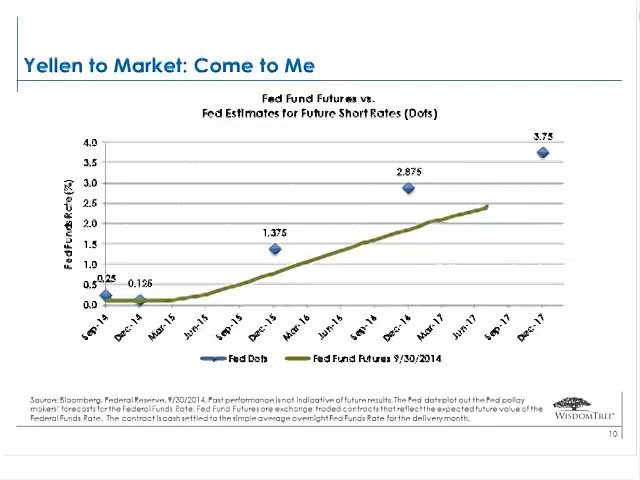 Yellen to Market: Come to Me
Fed Fund Futures vs.
Fed Estimates for Future Short Rates (Dots)
Fed Funds Rate (%)
4.0
3.5
3.0
2.5
2.0
1.5
1.0
0.5
0.0
0.25
0.125
1.375
2.875
3.75
Sep-14
Dec-14
Mar-15
Jun-15
Sep-15
Dec-15
Mar-16
Jun-16
Sep-16
Dec-16
Mar-17
Jun-17
Sep-17
Dec-17
Fed Dots
Fed Fund Futures 9/30/2014
Source: Bloomberg, Federal Reserve, 9/30/2014. Past performance is not indicative of future results. The Fed dots plot out the Fed policy
makers' forecasts for the Federal Funds Rate. Fed Fund Futures are exchange traded contracts that reflect the expected future value of the
Federal Funds Rate. The contract is cash settled to the simple average overnight Fed Funds Rate for the delivery month.
WISDOMTREE
10